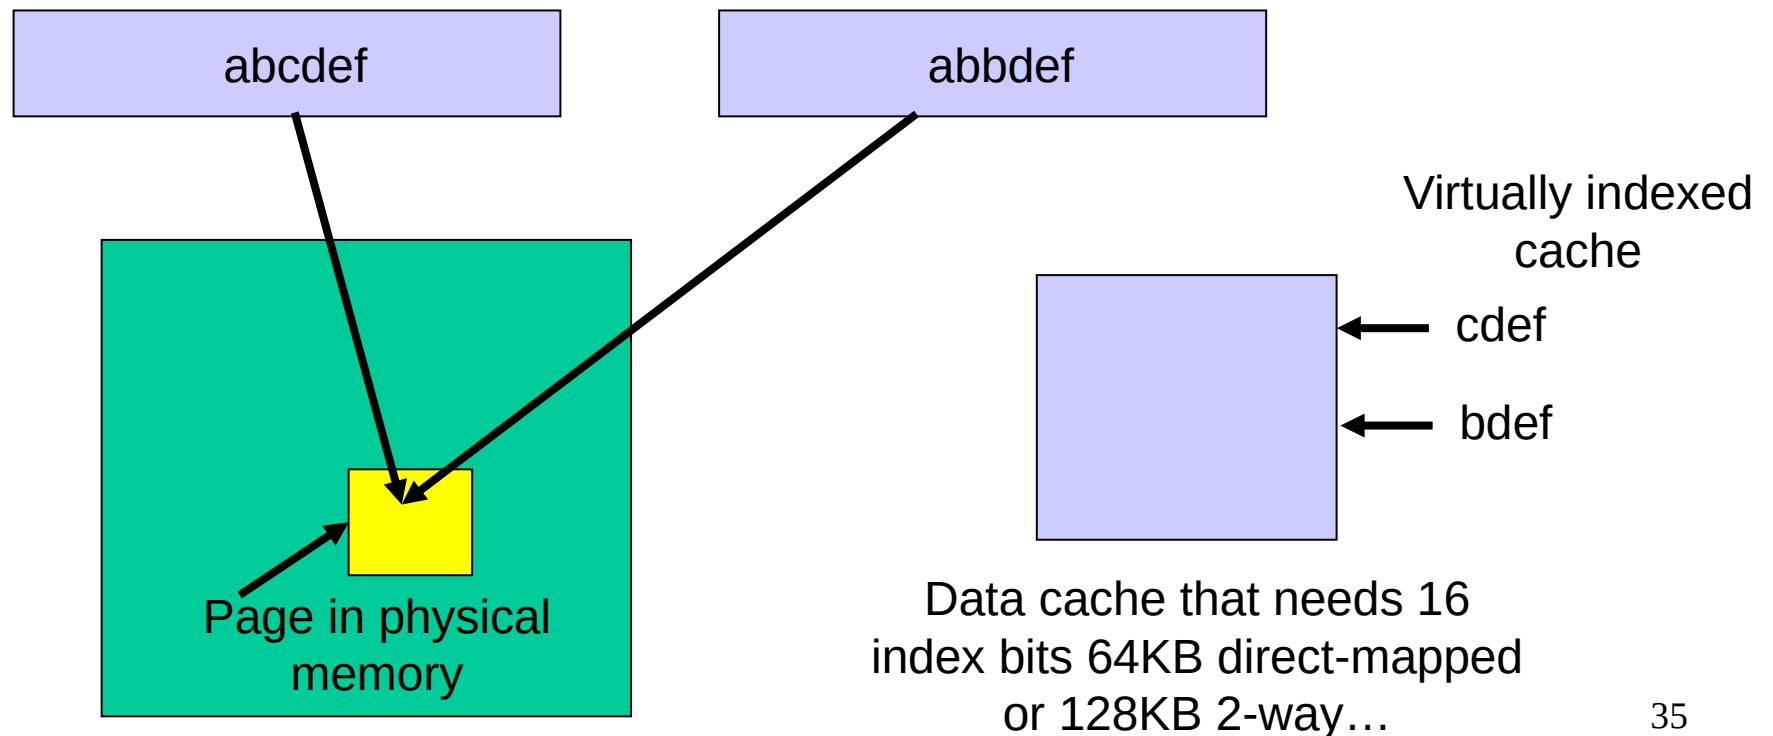 abcdef
abbdef
Virtually indexed
cache
cdef
bdef
Page in physical
memory
Data cache that needs 16
index bits 64KB direct-mapped
or 128KB 2-way…
35